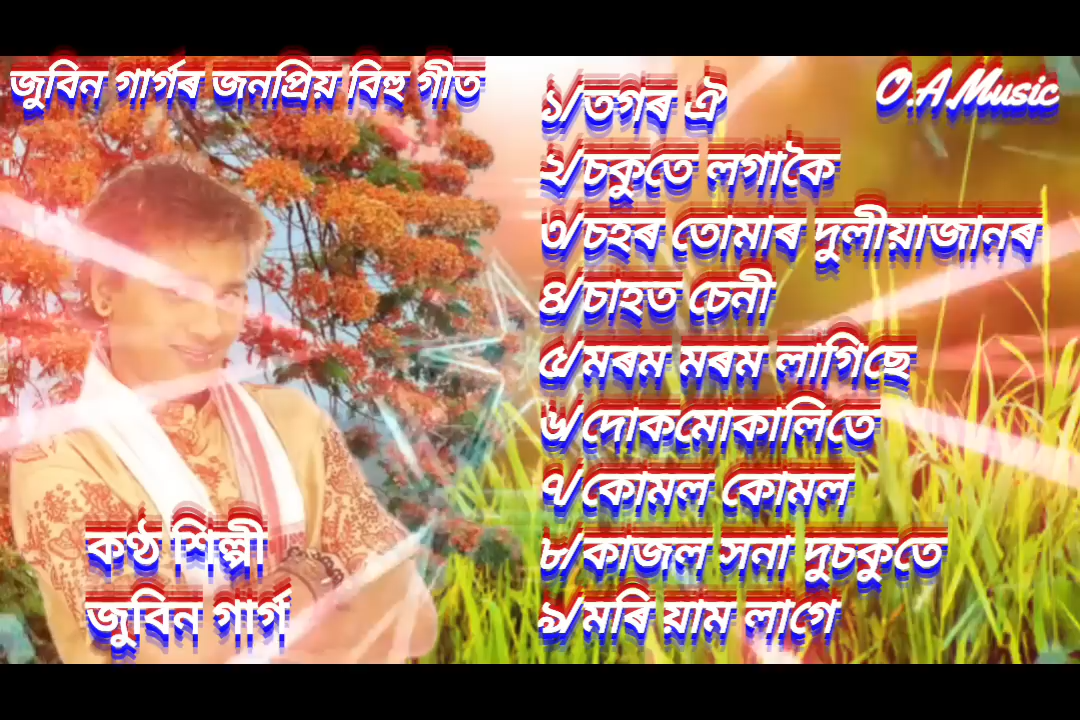 জুবিন গাৰ্গৰ জনপ্ৰিয় বিহু গীত
O.A.Music
১/তগৰ ঐ
২/চকুতে লগাকৈ
৩/চহৰ তোমাৰ দুলীয়াজানৰ
৪/চাহত চেনী
৫/মৰম মৰম লাগিছে
৬/দোকমোকালিতে
৭/কোমল কোমল
৮/কাজল সনা দুচকুতে
৯/মৰি য়াম লাগে
কণ্ঠ শিল্পী
জুবিন গাৰ্গ